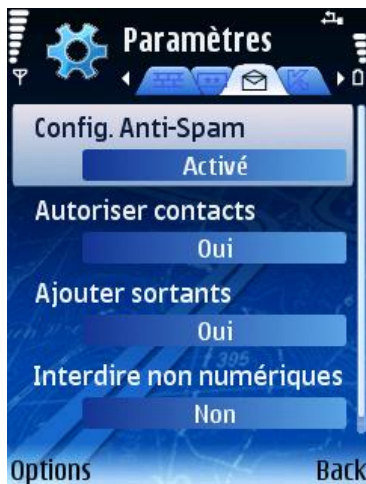 Paramètres
Config. Anti-Spam
Activé
Autoriser contacts
Oui
Ajouter sortants
Oui
Interdire non numériques
Non
Options Back